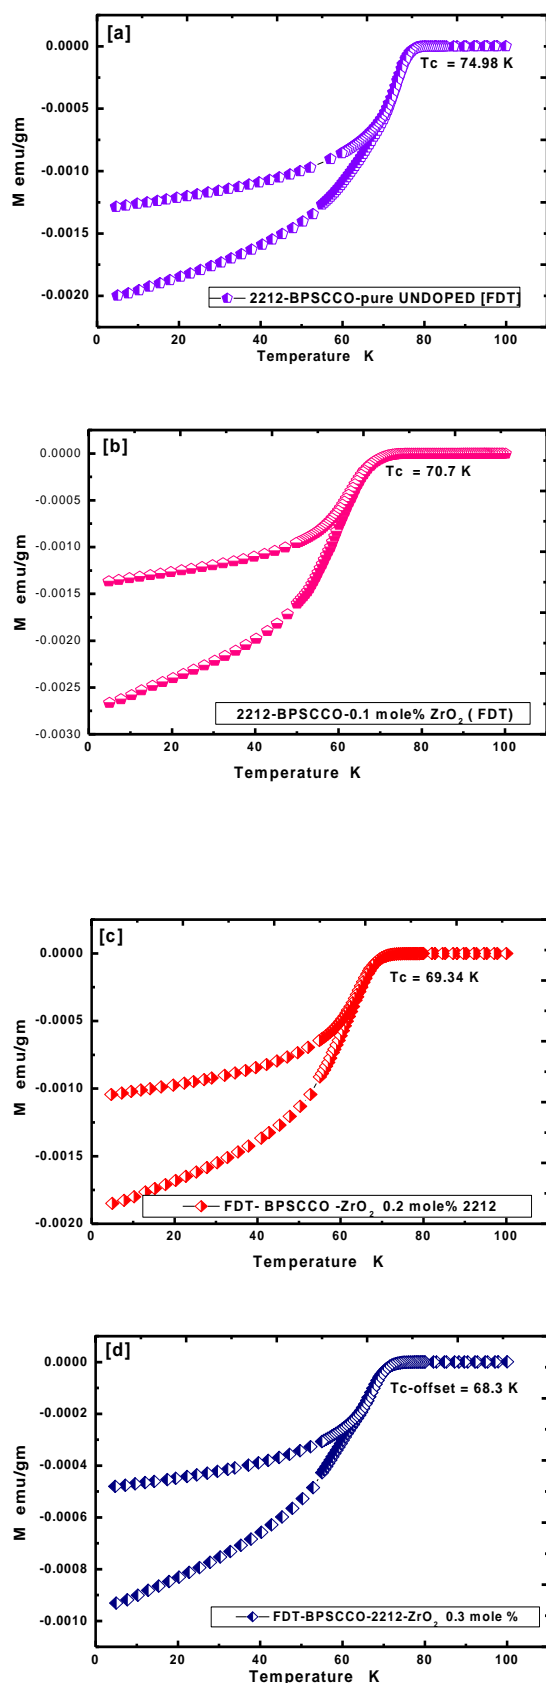 [a]
0.0000
Tc = 74.98 K
-0.0005
-0.0010
-0.0015
-0.0020
M emu/gm
2212-BPSCCO-pure UNDOPED [FDT]
0 20 40 60 80 100
Temperature K
[b]
0.0000
Tc = 70.7 K
-0.0005
-0.0010
-0.0015
-0.0020
-0.0025
-0.0030
M emu/gm
2212-BPSCCO-0.1 mole% ZrO2 ( FDT)
0 20 40 60 80 100
Temperature K
[c]
0.0000
Tc = 69.34 K
-0.0005
-0.0010
-0.0015
-0.0020
M emu/gm
FDT- BPSCCO -ZrO2 0.2 mole% 2212
0 20 40 60 80 100
Temperature K
[d]
0.0000
Tc-offset = 68.3 K
-0.0002
-0.0004
-0.0006
-0.0008
-0.0010
M emu/gm
FDT-BPSCCO-2212-ZrO2 0.3 mole %
0 20 40 60 80 100
Temperature K